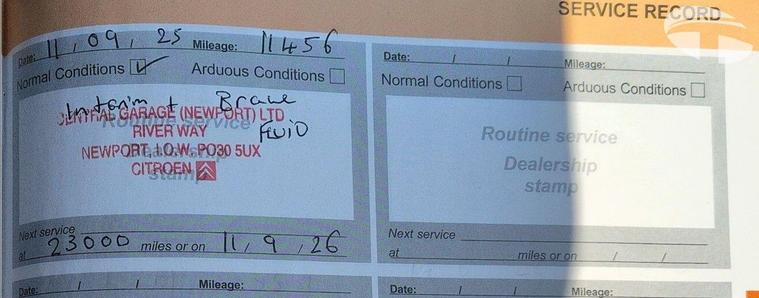 SERVICE RECORD
Date: 11, 09, 25 Mileage: 11456
Normal Conditions Arduous Conditions
Interim + Brake
Fluid
CENTRAL GARAGE (NEWPORT) LTD
RIVER WAY
NEWPORT, I.O.W. PO30 5UX
CITROEN
Routine service
Dealership
stamp
Next service
at 23000 miles or on 11, 9, 26
Date: / / Mileage:
Normal Conditions Arduous Conditions
Routine service
Dealership
stamp
Next service
at miles or on / /
Date: / / Mileage:
Date: / / Mileage: